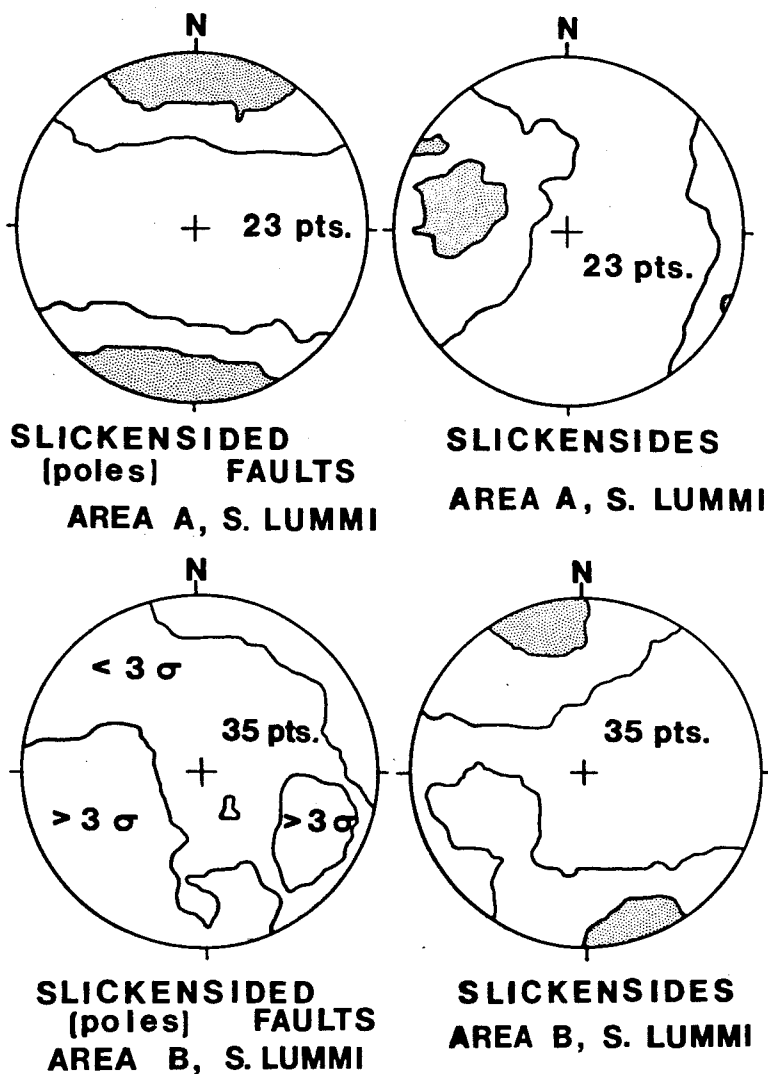 N
23 pts.
SLICKENSIDED
(poles) FAULTS
AREA A, S. LUMMI
N
23 pts.
SLICKENSIDES
AREA A, S. LUMMI
N
< 3 σ
35 pts.
> 3 σ
> 3 σ
SLICKENSIDED
(poles) FAULTS
AREA B, S. LUMMI
N
35 pts.
SLICKENSIDES
AREA B, S. LUMMI